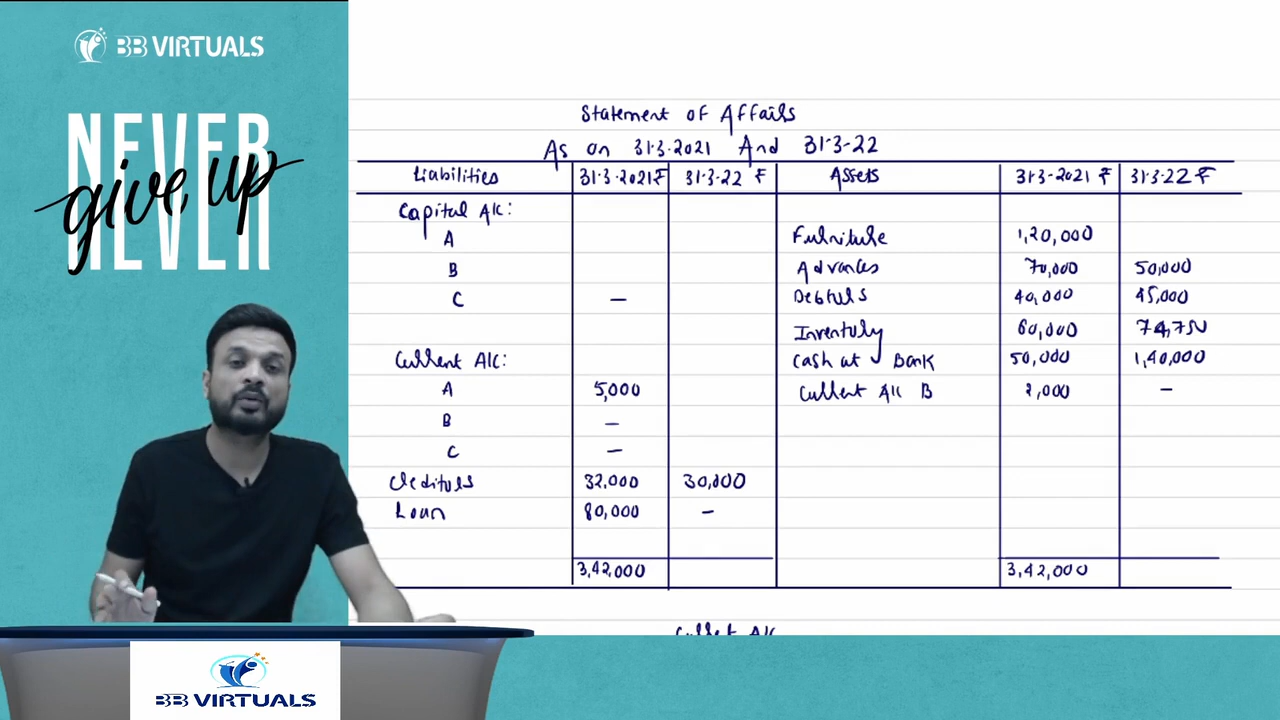 BB VIRTUALS
NEVER
give up
NEVER
Statement of Affairs
As on 31.3.2021 And 31.3.22
Liabilities 31.3.2021 ₹ 31.3.22 ₹ Assets 31.3.2021 ₹ 31.3.22 ₹
Capital A/c:
A Furniture 1,20,000
B Advances 70,000 50,000
C — Debtors 40,000 45,000
Inventory 60,000 74,750
Current A/c: Cash at Bank 50,000 1,40,000
A 5,000 Current A/c B 2,000 —
B —
C —
Creditors 32,000 30,000
Loan 80,000 —
3,42,000 3,42,000
BB VIRTUALS